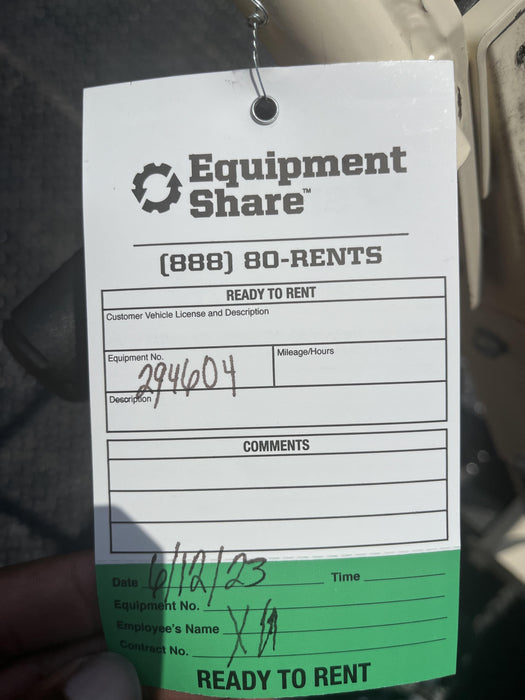 Equipment
Share™
(888) 80-RENTS
READY TO RENT
Customer Vehicle License and Description
Equipment No.
Mileage/Hours
294604
Description
COMMENTS
Date 6/12/23 Time
Equipment No.
Employee's Name
Contract No.
READY TO RENT